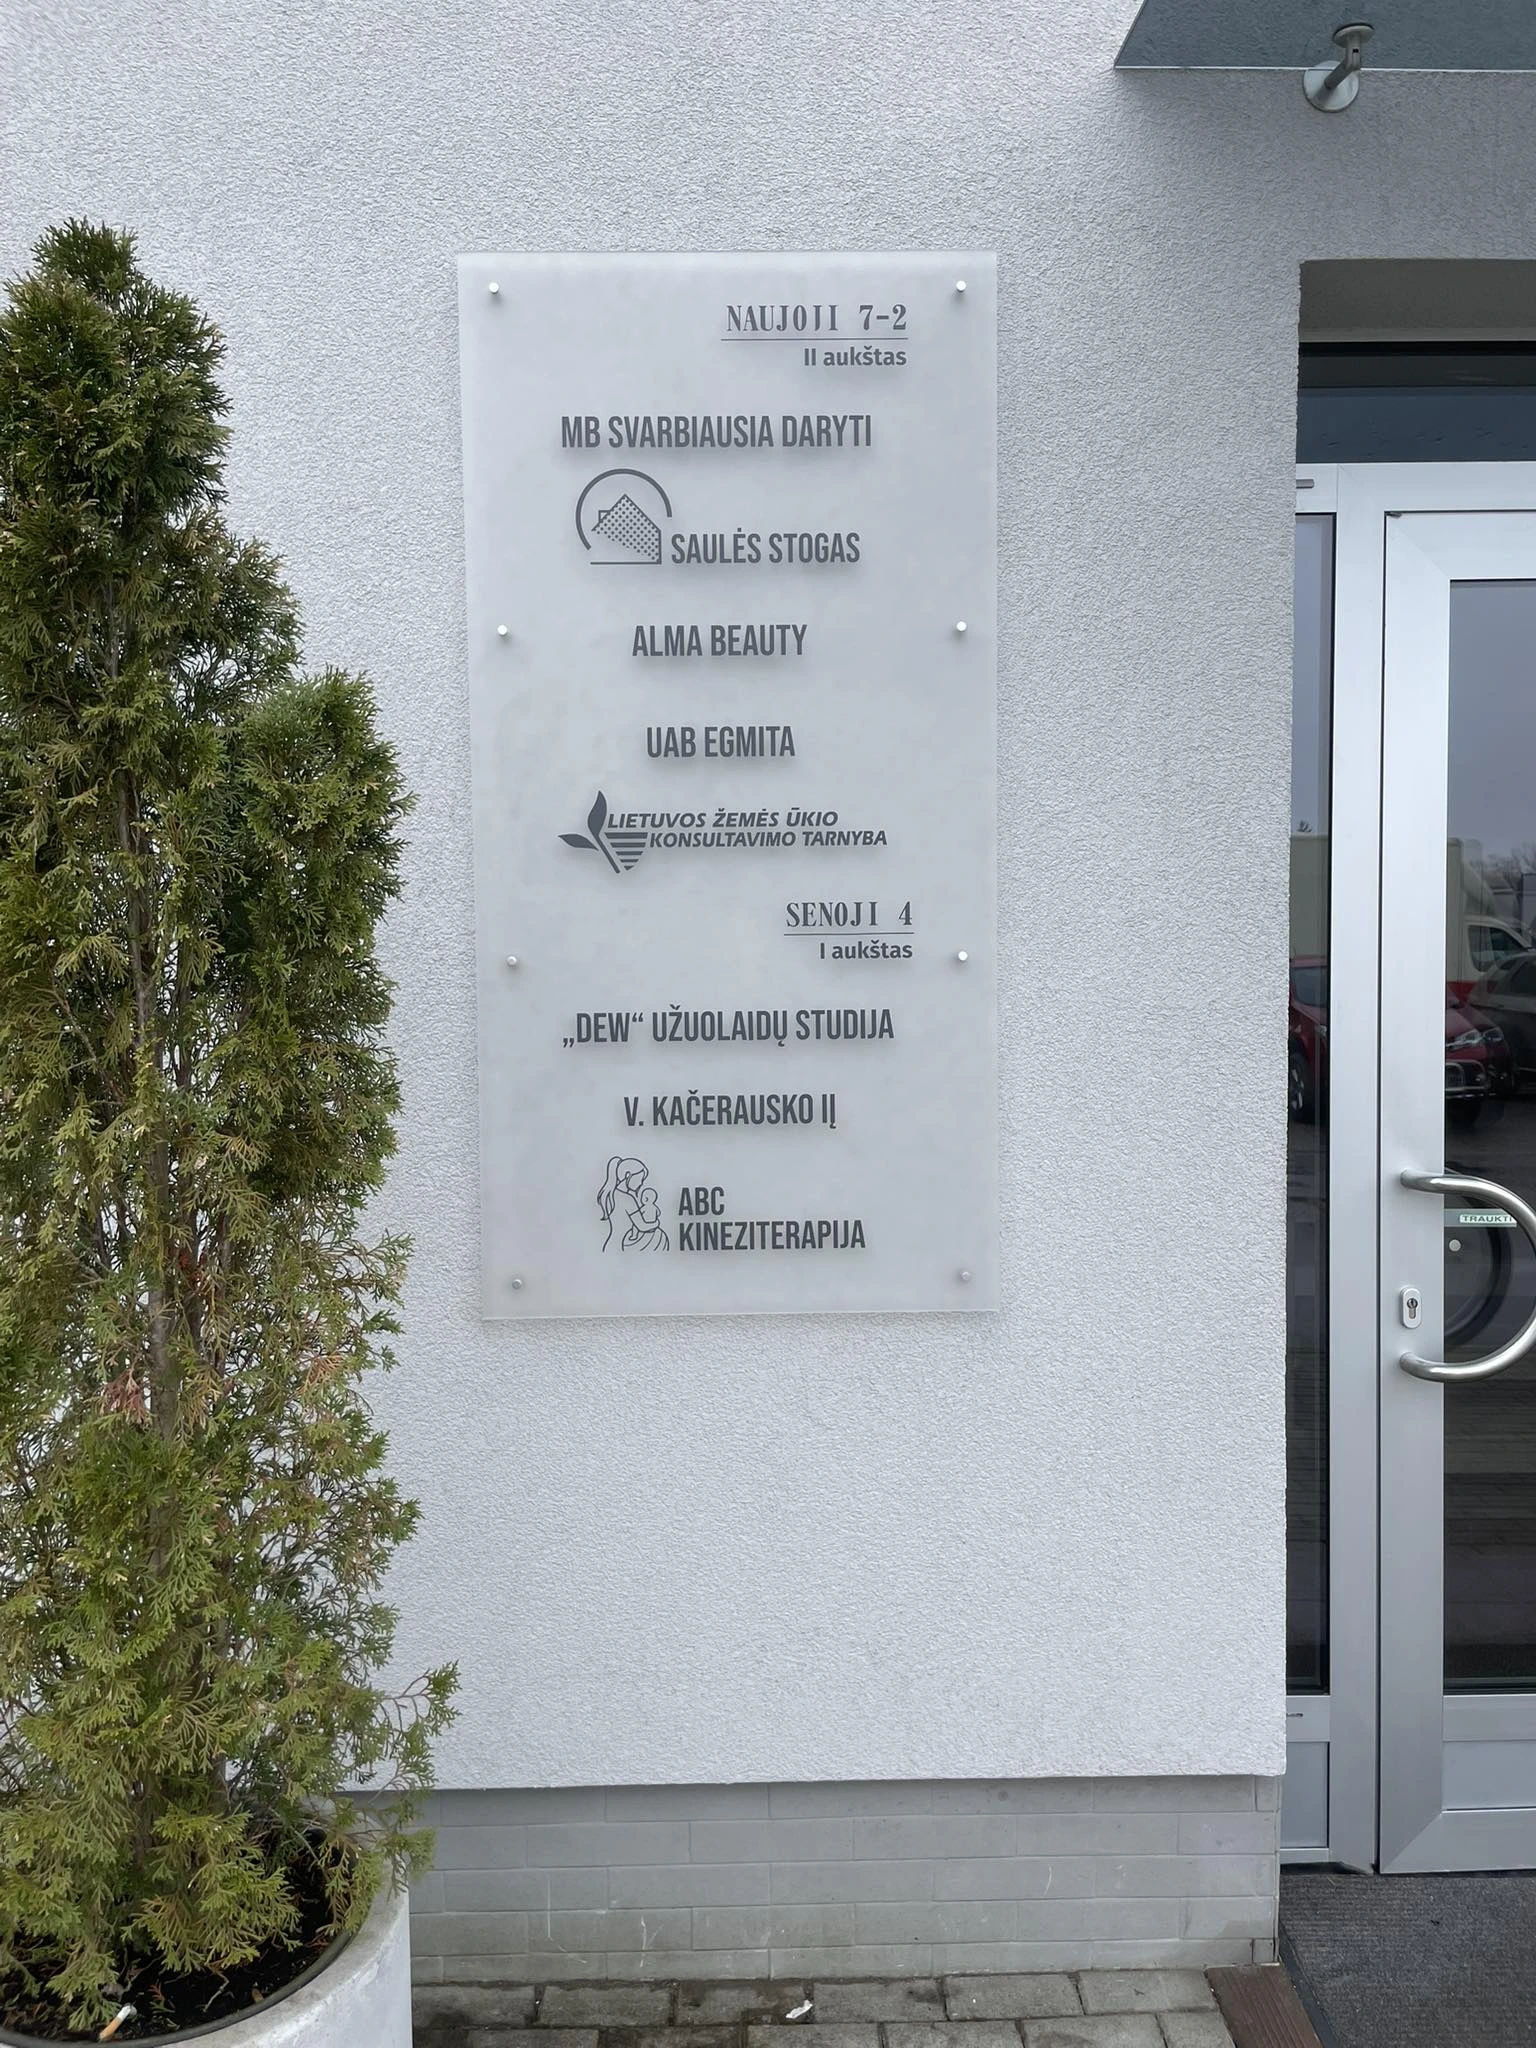 NAUJOJI 7-2
II aukštas
MB SVARBIAUSIA DARYTI
SAULĖS STOGAS
ALMA BEAUTY
UAB EGMITA
LIETUVOS ŽEMĖS ŪKIO
KONSULTAVIMO TARNYBA
SENOJI 4
I aukštas
„DEW“ UŽUOLAIDŲ STUDIJA
V. KAČERAUSKO IĮ
ABC
KINEZITERAPIJA
TRAUKTI